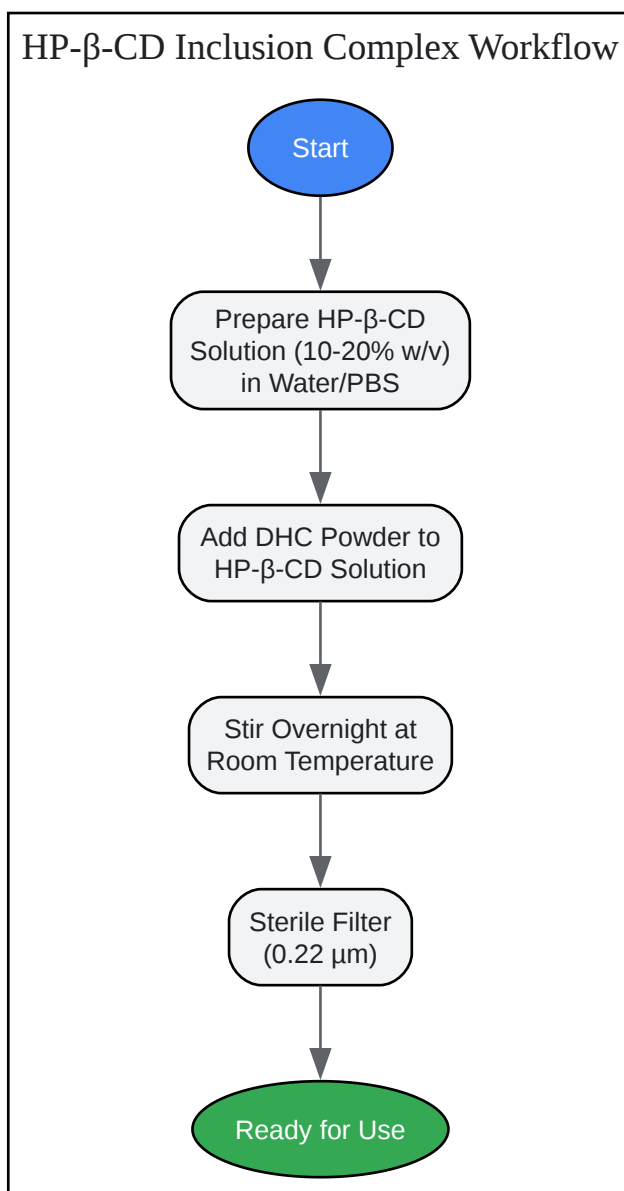 HP-β-CD Inclusion Complex Workflow
Start
Prepare HP-β-CD
Solution (10-20% w/v)
in Water/PBS
Add DHC Powder to
HP-β-CD Solution
Stir Overnight at
Room Temperature
Sterile Filter
(0.22 µm)
Ready for Use